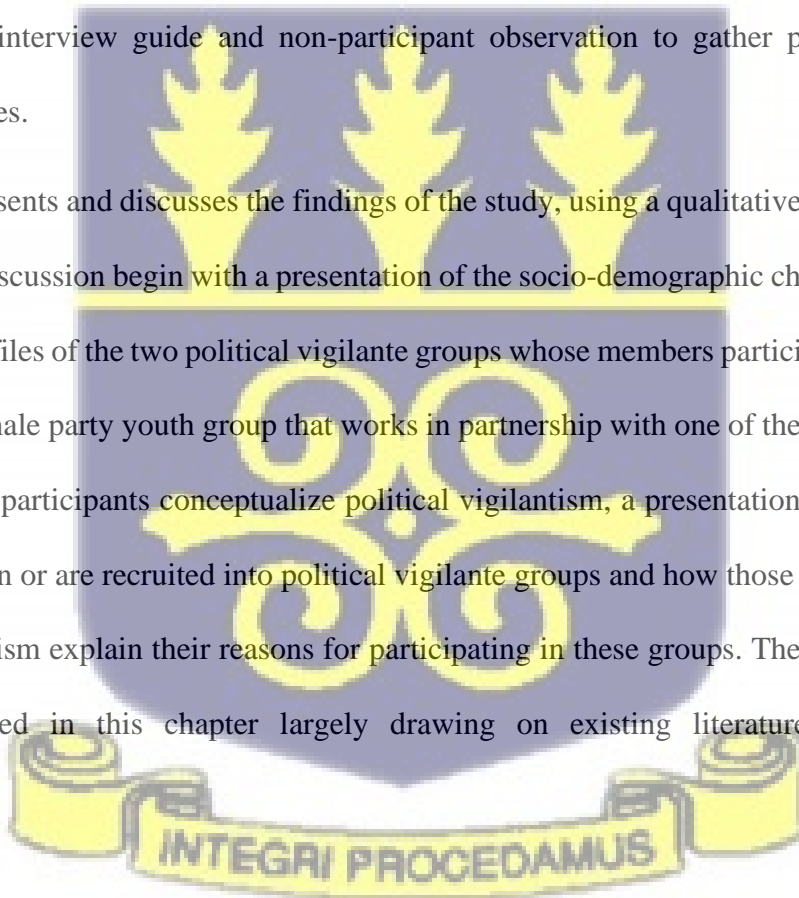 interview guide and non-participant observation to gather p
es.
sents and discusses the findings of the study, using a qualitative
scussion begin with a presentation of the socio-demographic ch
files of the two political vigilante groups whose members partici
nale party youth group that works in partnership with one of the
participants conceptualize political vigilantism, a presentation
n or are recruited into political vigilante groups and how those
ism explain their reasons for participating in these groups. The
ed in this chapter largely drawing on existing literature
INTEGRI PROCEDAMUS